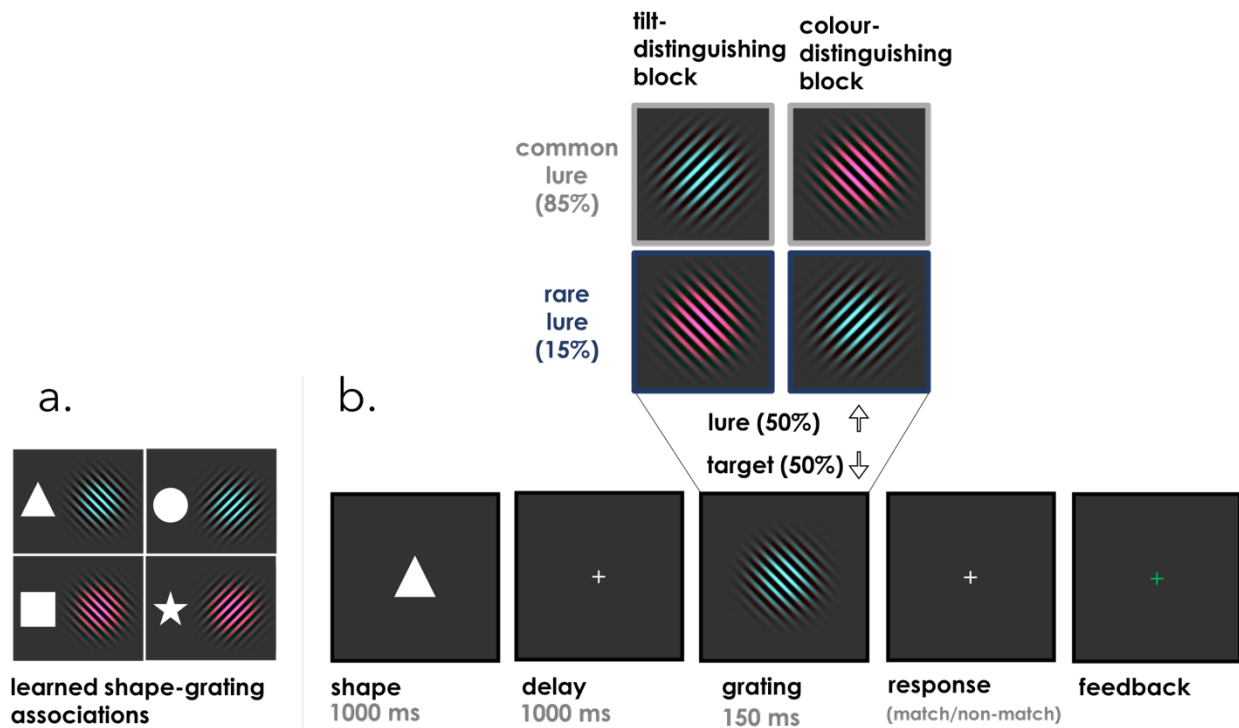 tilt-
distinguishing
block
colour-
distinguishing
block
common
lure
(85%)
rare
lure
(15%)
a.
b.
lure (50%)
target (50%)
learned shape-grating
associations
shape
1000 ms
delay
1000 ms
grating
150 ms
response
(match/non-match)
feedback